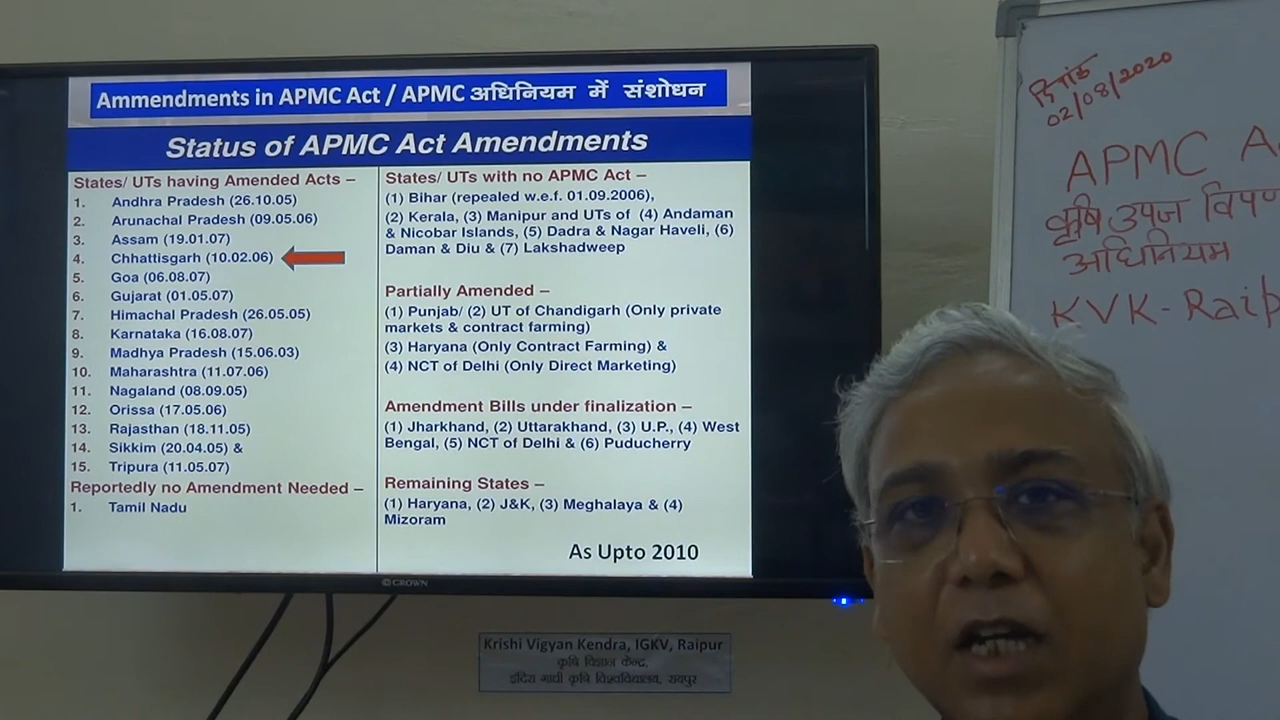 Ammendments in APMC Act / APMC अधिनियम में संशोधन
Status of APMC Act Amendments
States/ UTs having Amended Acts –
1. Andhra Pradesh (26.10.05)
2. Arunachal Pradesh (09.05.06)
3. Assam (19.01.07)
4. Chhattisgarh (10.02.06)
5. Goa (06.08.07)
6. Gujarat (01.05.07)
7. Himachal Pradesh (26.05.05)
8. Karnataka (16.08.07)
9. Madhya Pradesh (15.06.03)
10. Maharashtra (11.07.06)
11. Nagaland (08.09.05)
12. Orissa (17.05.06)
13. Rajasthan (18.11.05)
14. Sikkim (20.04.05) &
15. Tripura (11.05.07)
Reportedly no Amendment Needed –
1. Tamil Nadu
States/ UTs with no APMC Act –
(1) Bihar (repealed w.e.f. 01.09.2006),
(2) Kerala, (3) Manipur and UTs of (4) Andaman
& Nicobar Islands, (5) Dadra & Nagar Haveli, (6)
Daman & Diu & (7) Lakshadweep
Partially Amended –
(1) Punjab/ (2) UT of Chandigarh (Only private
markets & contract farming)
(3) Haryana (Only Contract Farming) &
(4) NCT of Delhi (Only Direct Marketing)
Amendment Bills under finalization –
(1) Jharkhand, (2) Uttarakhand, (3) U.P., (4) West
Bengal, (5) NCT of Delhi & (6) Puducherry
Remaining States –
(1) Haryana, (2) J&K, (3) Meghalaya & (4)
Mizoram
As Upto 2010
CROWN
Krishi Vigyan Kendra, IGKV, Raipur
कृषि विज्ञान केन्द्र,
इंदिरा गांधी कृषि विश्वविद्यालय, रायपुर
दिनांक
02/08/2020
APMC
कृषि उपज
अधिनियम
KVK-Raip